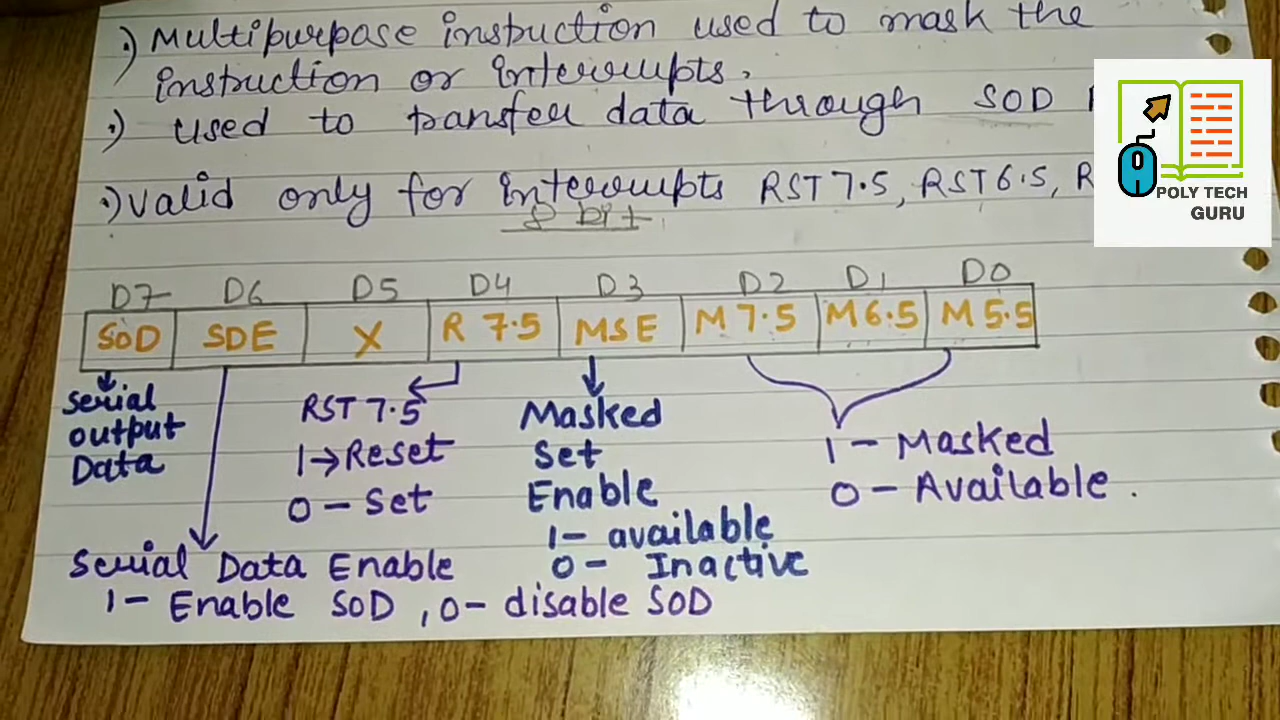 .) Multipurpose instruction used to mask the
instruction or interrupts.
.) used to transfer data through SOD
.) Valid only for interrupts RST 7.5, RST 6.5, R
8 bit
POLY TECH
GURU
D7 D6 D5 D4 D3 D2 D1 D0
SOD SDE X R 7.5 MSE M 7.5 M 6.5 M 5.5
Serial
output
Data
RST 7.5
1→Reset
0 - Set
Masked
Set
Enable
1- available
0- Inactive
1 - Masked
0 - Available.
Serial Data Enable
1- Enable SOD, 0- disable SOD